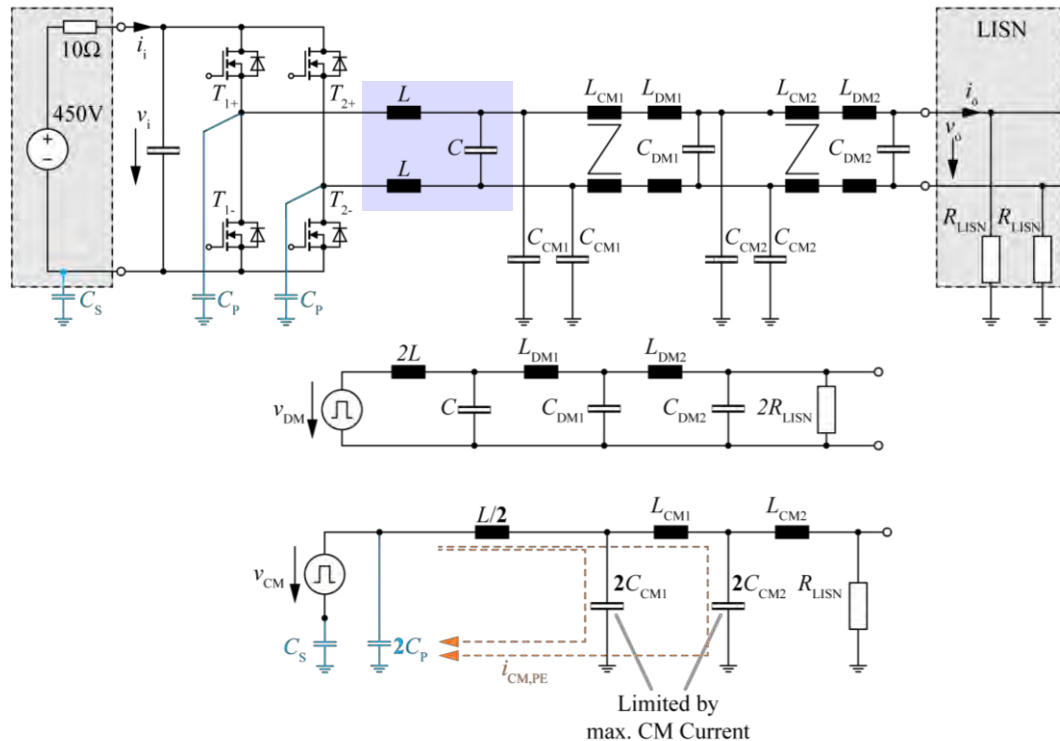 LISN
10Ω
i_i
450V
v_i
T_1+
T_2+
T_1-
T_2-
L
L
C
L_CM1
L_DM1
L_CM2
L_DM2
C_DM1
C_DM2
i_o
v_o
R_LISN
R_LISN
C_CM1
C_CM1
C_CM2
C_CM2
C_S
C_P
C_P
2L
L_DM1
L_DM2
v_DM
C
C_DM1
C_DM2
2R_LISN
L/2
L_CM1
L_CM2
v_CM
2C_CM1
2C_CM2
R_LISN
C_S
2C_P
i_CM,PE
Limited by
max. CM Current